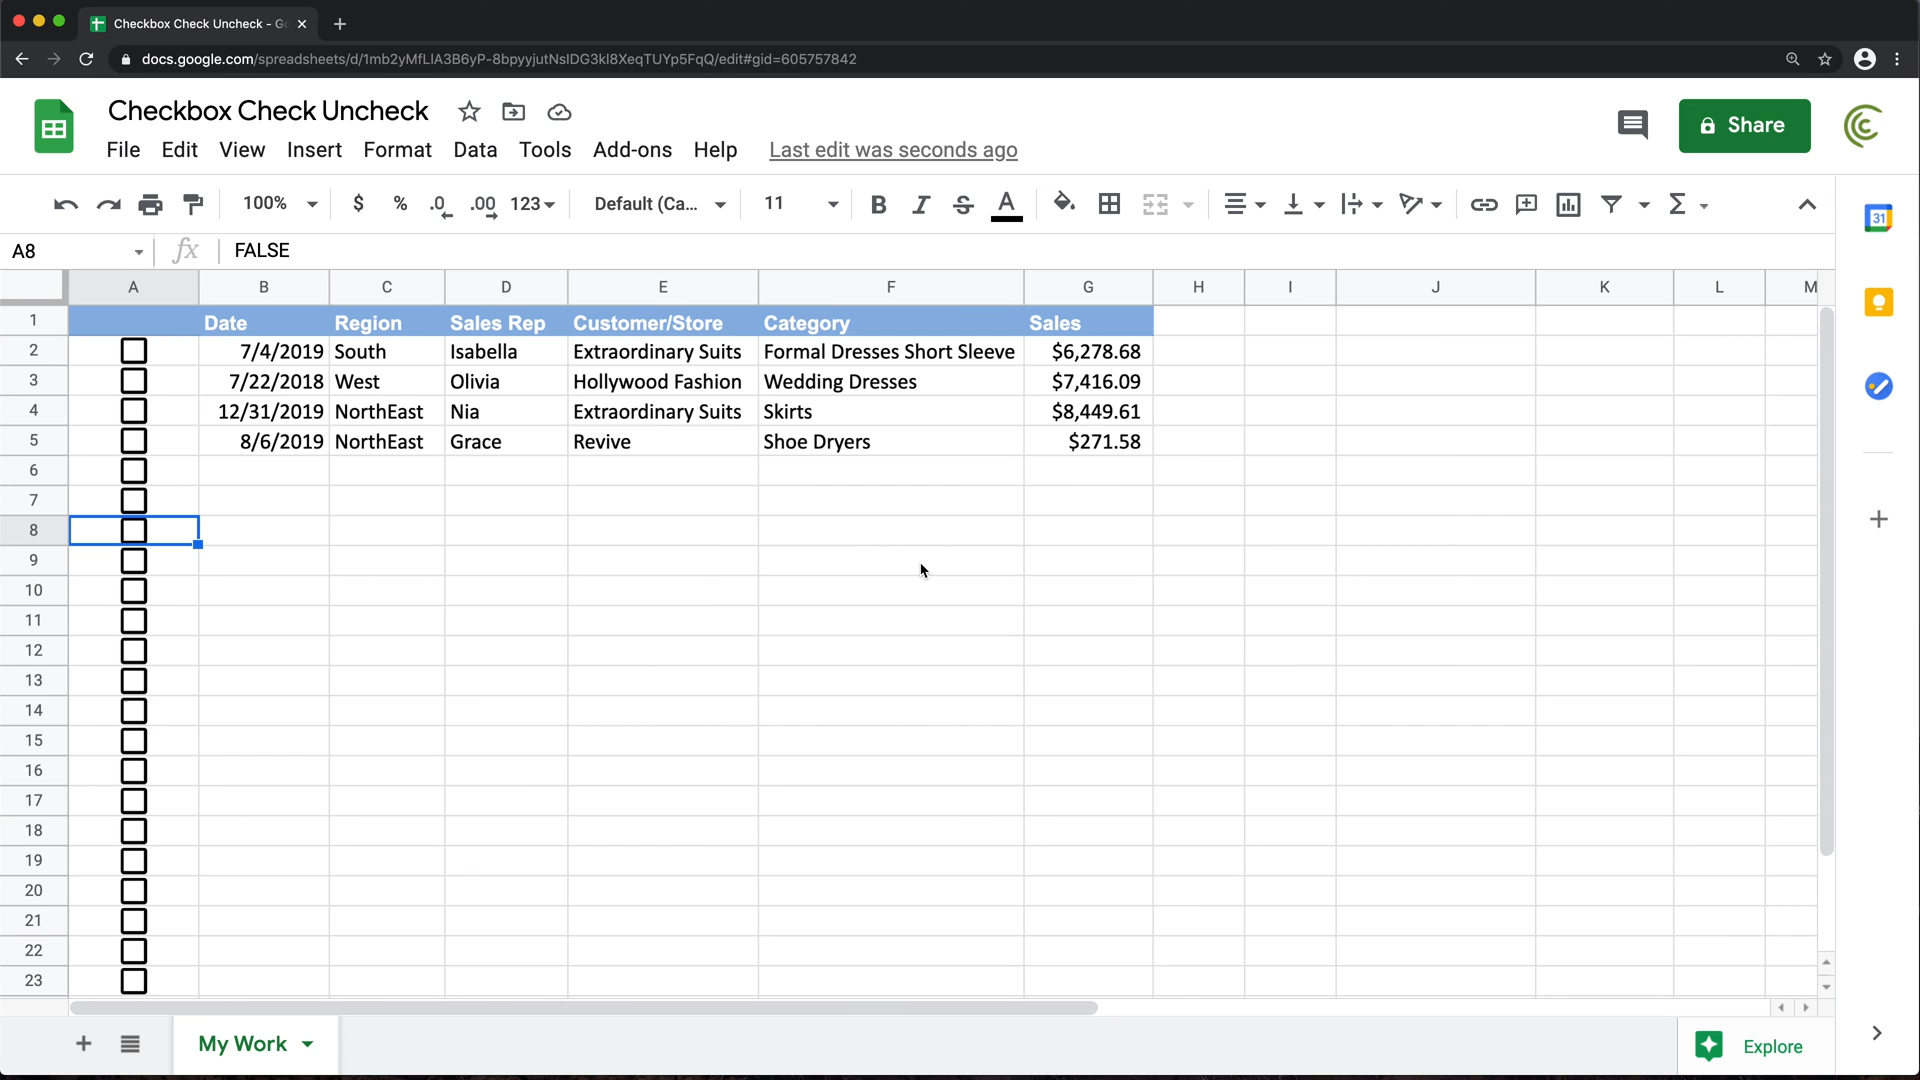 Checkbox Check Uncheck - G
docs.google.com/spreadsheets/d/1mb2yMfLIA3B6yP-8bpyyjutNsIDG3kI8XeqTUYp5FqQ/edit#gid=605757842
Checkbox Check Uncheck
File Edit View Insert Format Data Tools Add-ons Help Last edit was seconds ago
Share
100% $ % .0 .00 123 Default (Ca... 11 B I S A Σ
31
A8 fx FALSE
A B C D E F G H I J K L M
1 Date Region Sales Rep Customer/Store Category Sales
2 7/4/2019 South Isabella Extraordinary Suits Formal Dresses Short Sleeve $6,278.68
3 7/22/2018 West Olivia Hollywood Fashion Wedding Dresses $7,416.09
4 12/31/2019 NorthEast Nia Extraordinary Suits Skirts $8,449.61
5 8/6/2019 NorthEast Grace Revive Shoe Dryers $271.58
6
7
8
9
10
11
12
13
14
15
16
17
18
19
20
21
22
23
My Work
Explore